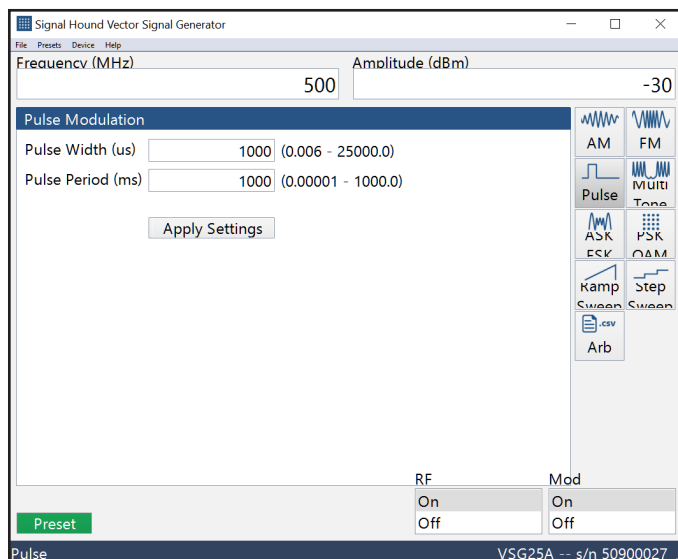 Signal Hound Vector Signal Generator
File Presets Device Help
Frequency (MHz) Amplitude (dBm)
500 -30
Pulse Modulation
Pulse Width (us) 1000 (0.006 - 25000.0)
Pulse Period (ms) 1000 (0.00001 - 1000.0)
Apply Settings
AM FM
Pulse Multi Tone
ASK FSK PSK QAM
Ramp Sweep Step Sweep
.csv
Arb
RF Mod
On On
Off Off
Preset
Pulse VSG25A -- s/n 50900027